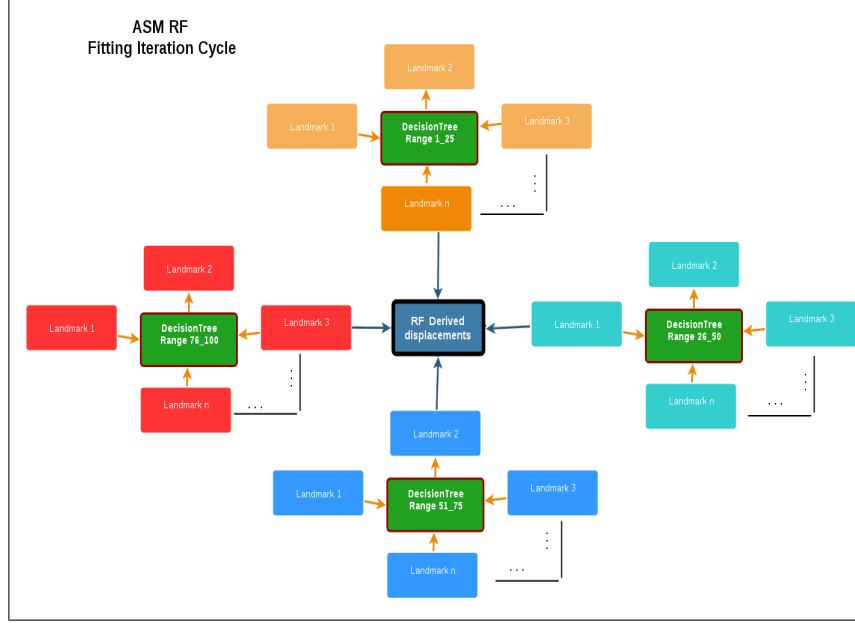 ASM RF
Fitting Iteration Cycle
Landmark 2
Landmark 1
DecisionTree
Range 1_25
Landmark 3
Landmark n
. . .
Landmark 2
Landmark 1
DecisionTree
Range 76_100
Landmark 3
Landmark n
. . .
RF Derived
displacements
Landmark 2
Landmark 1
DecisionTree
Range 26_50
Landmark 3
Landmark n
. . .
Landmark 2
Landmark 1
DecisionTree
Range 51_75
Landmark 3
Landmark n
. . .